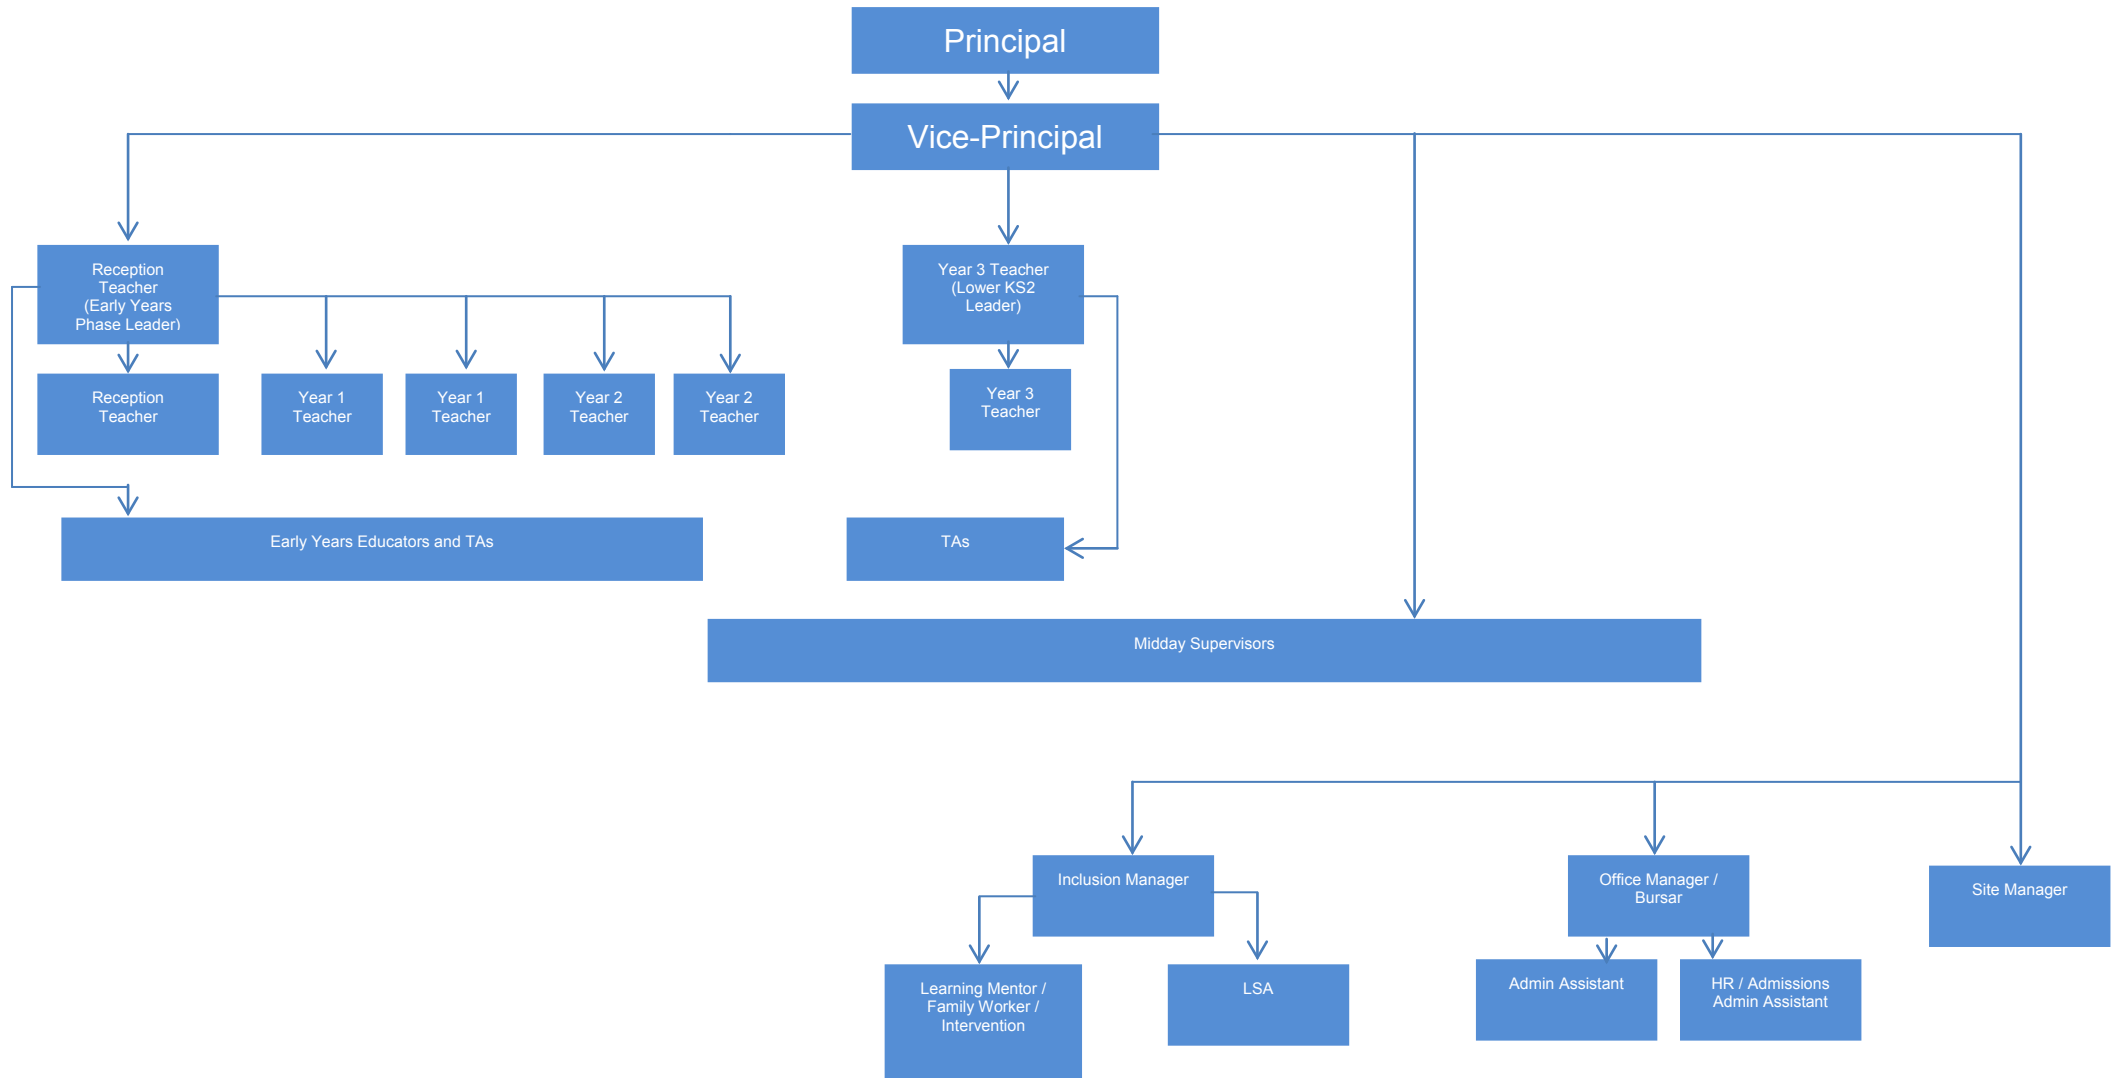 Principal
Vice-Principal
Reception
Teacher
(Early Years
Phase Leader)
Year 3 Teacher
(Lower KS2
Leader)
Reception
Teacher
Year 1
Teacher
Year 1
Teacher
Year 2
Teacher
Year 2
Teacher
Year 3
Teacher
Early Years Educators and TAs
TAs
Midday Supervisors
Inclusion Manager
Office Manager /
Bursar
Site Manager
Learning Mentor /
Family Worker /
Intervention
LSA
Admin Assistant
HR / Admissions
Admin Assistant